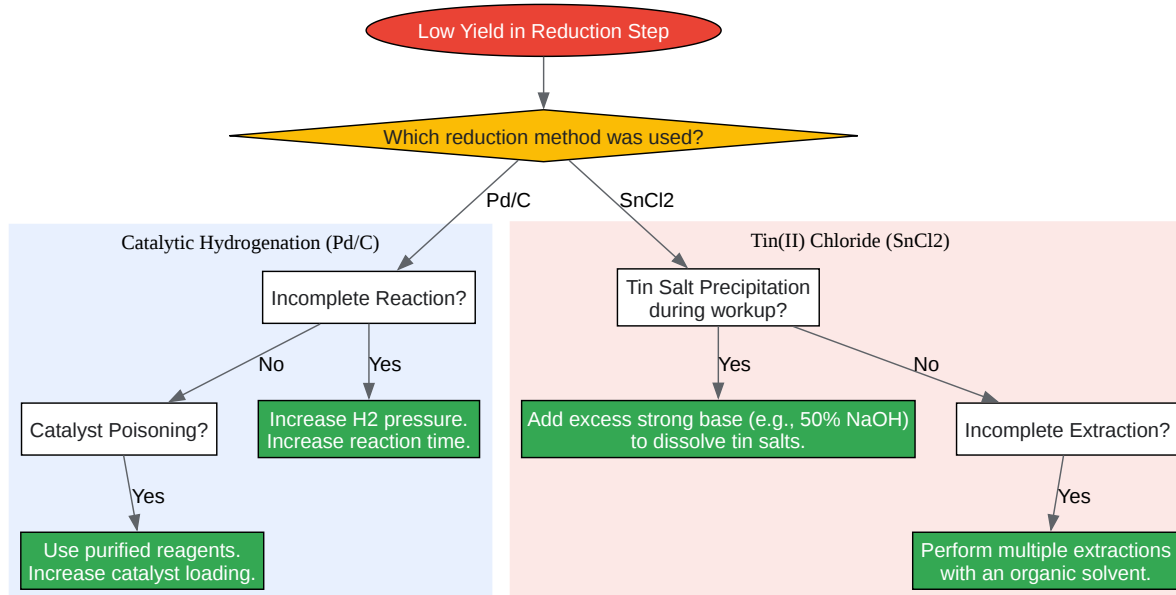 Low Yield in Reduction Step
Which reduction method was used?
Pd/C
SnCl2
Catalytic Hydrogenation (Pd/C)
Tin(II) Chloride (SnCl2)
Incomplete Reaction?
Tin Salt Precipitation
during workup?
No
Yes
Yes
No
Catalyst Poisoning?
Increase H2 pressure.
Increase reaction time.
Add excess strong base (e.g., 50% NaOH)
to dissolve tin salts.
Incomplete Extraction?
Yes
Yes
Use purified reagents.
Increase catalyst loading.
Perform multiple extractions
with an organic solvent.